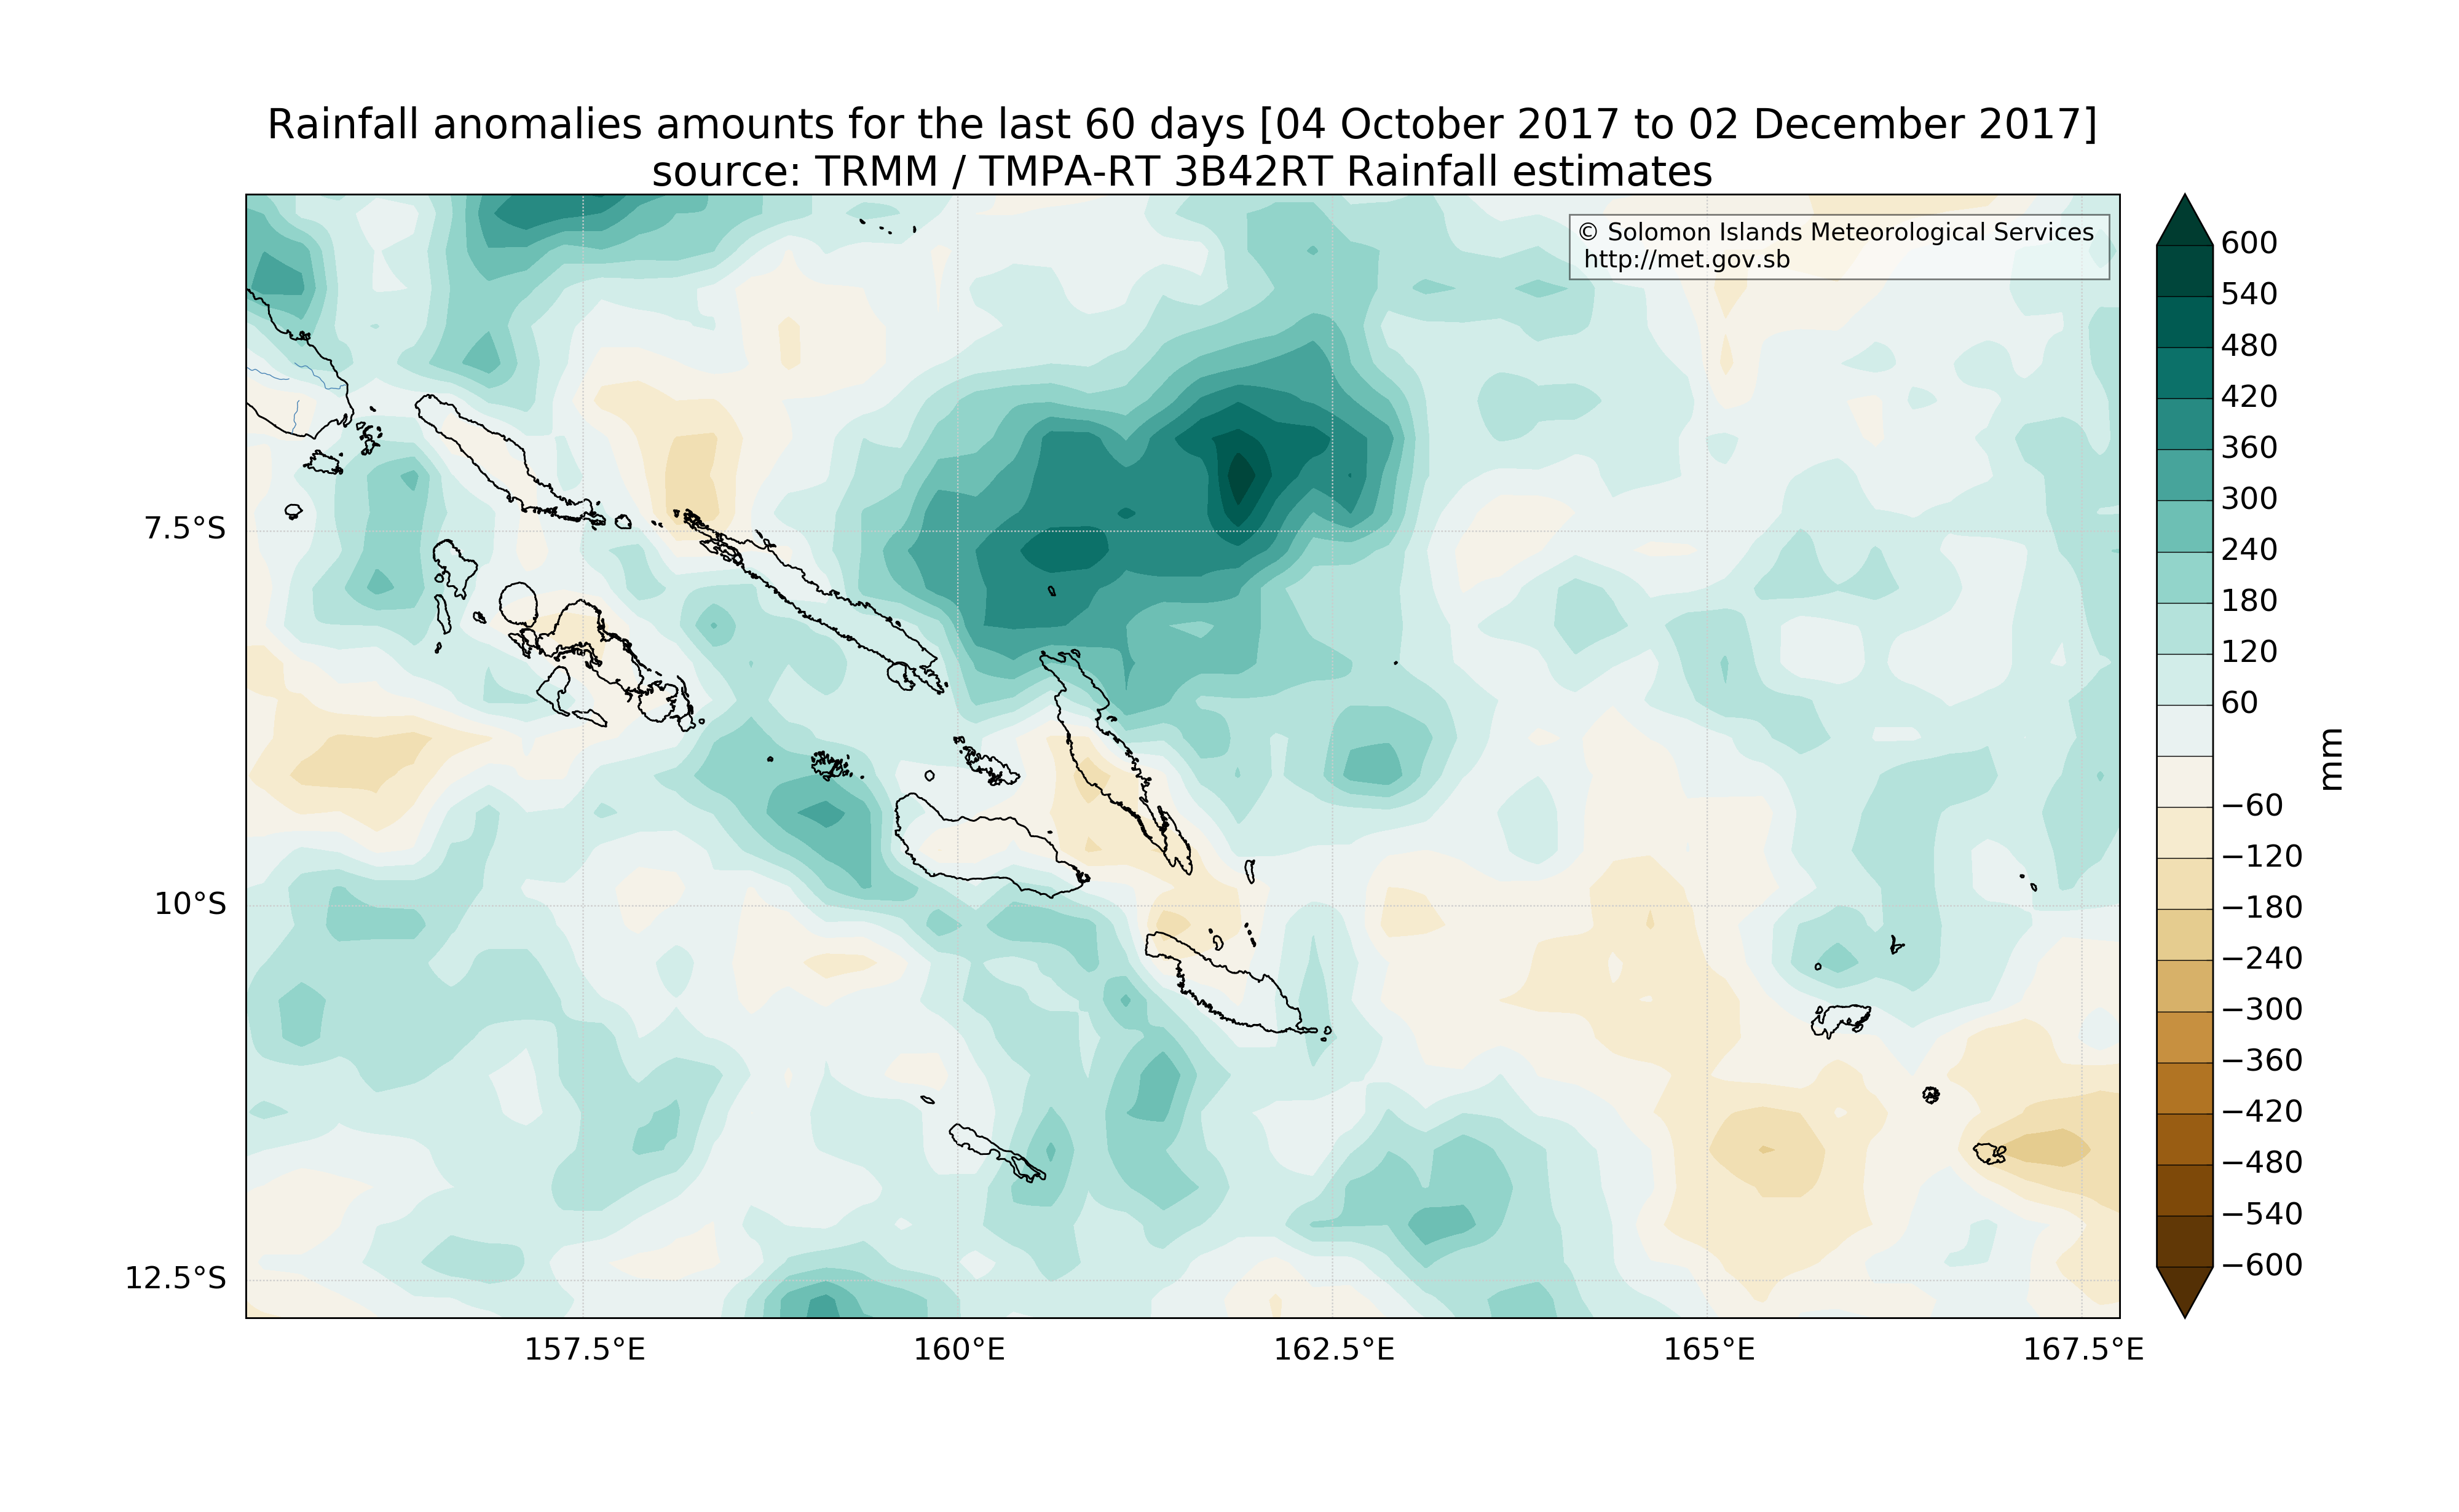 Rainfall anomalies amounts for the last 60 days [04 October 2017 to 02 December 2017]
source: TRMM / TMPA-RT 3B42RT Rainfall estimates
© Solomon Islands Meteorological Services
http://met.gov.sb
7.5°S
10°S
12.5°S
157.5°E
160°E
162.5°E
165°E
167.5°E
600
540
480
420
360
300
240
180
120
60
−60
−120
−180
−240
−300
−360
−420
−480
−540
−600
mm